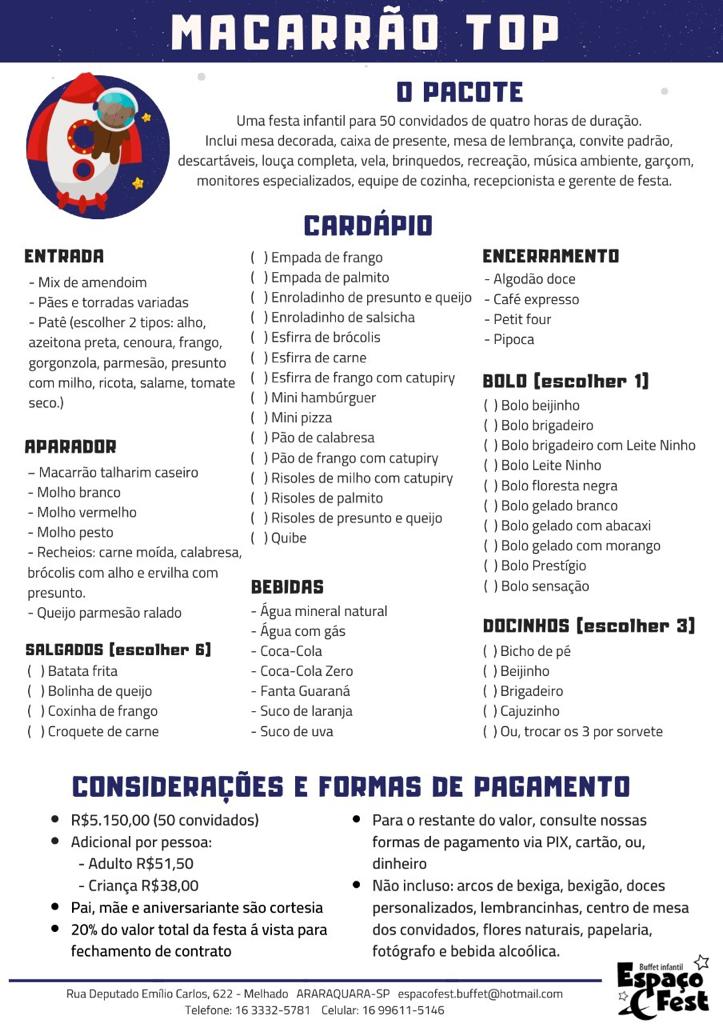 MACARRÃO TOP
O PACOTE
Uma festa infantil para 50 convidados de quatro horas de duração.
Inclui mesa decorada, caixa de presente, mesa de lembrança, convite padrão,
descartáveis, louça completa, vela, brinquedos, recreação, música ambiente, garçom,
monitores especializados, equipe de cozinha, recepcionista e gerente de festa.
CARDÁPIO
ENTRADA
- Mix de amendoim
- Pães e torradas variadas
- Patê (escolher 2 tipos: alho,
azeitona preta, cenoura, frango,
gorgonzola, parmesão, presunto
com milho, ricota, salame, tomate
seco.)
APARADOR
– Macarrão talharim caseiro
- Molho branco
- Molho vermelho
- Molho pesto
- Recheios: carne moída, calabresa,
brócolis com alho e ervilha com
presunto.
- Queijo parmesão ralado
SALGADOS [escolher 6]
( ) Batata frita
( ) Bolinha de queijo
( ) Coxinha de frango
( ) Croquete de carne
( ) Empada de frango
( ) Empada de palmito
( ) Enroladinho de presunto e queijo
( ) Enroladinho de salsicha
( ) Esfirra de brócolis
( ) Esfirra de carne
( ) Esfirra de frango com catupiry
( ) Mini hambúrguer
( ) Mini pizza
( ) Pão de calabresa
( ) Pão de frango com catupiry
( ) Risoles de milho com catupiry
( ) Risoles de palmito
( ) Risoles de presunto e queijo
( ) Quibe
BEBIDAS
- Água mineral natural
- Água com gás
- Coca-Cola
- Coca-Cola Zero
- Fanta Guaraná
- Suco de laranja
- Suco de uva
ENCERRAMENTO
- Algodão doce
- Café expresso
- Petit four
- Pipoca
BOLO [escolher 1]
( ) Bolo beijinho
( ) Bolo brigadeiro
( ) Bolo brigadeiro com Leite Ninho
( ) Bolo Leite Ninho
( ) Bolo floresta negra
( ) Bolo gelado branco
( ) Bolo gelado com abacaxi
( ) Bolo gelado com morango
( ) Bolo Prestígio
( ) Bolo sensação
DOCINHOS [escolher 3]
( ) Bicho de pé
( ) Beijinho
( ) Brigadeiro
( ) Cajuzinho
( ) Ou, trocar os 3 por sorvete
CONSIDERAÇÕES E FORMAS DE PAGAMENTO
• R$5.150,00 (50 convidados)
• Adicional por pessoa:
- Adulto R$51,50
- Criança R$38,00
• Pai, mãe e aniversariante são cortesia
• 20% do valor total da festa á vista para
fechamento de contrato
• Para o restante do valor, consulte nossas
formas de pagamento via PIX, cartão, ou,
dinheiro
• Não incluso: arcos de bexiga, bexigão, doces
personalizados, lembrancinhas, centro de mesa
dos convidados, flores naturais, papelaria,
fotógrafo e bebida alcoólica.
Rua Deputado Emílio Carlos, 622 - Melhado ARARAQUARA-SP espacofest.buffet@hotmail.com
Telefone: 16 3332-5781 Celular: 16 99611-5146
Buffet infantil
Espaço
Fest